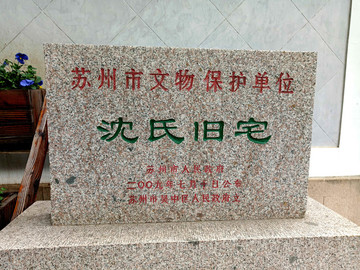 苏州市文物保护单位
沈氏旧宅
苏州市人民政府
二〇〇九年七月十日公布
苏州市吴中区人民政府立